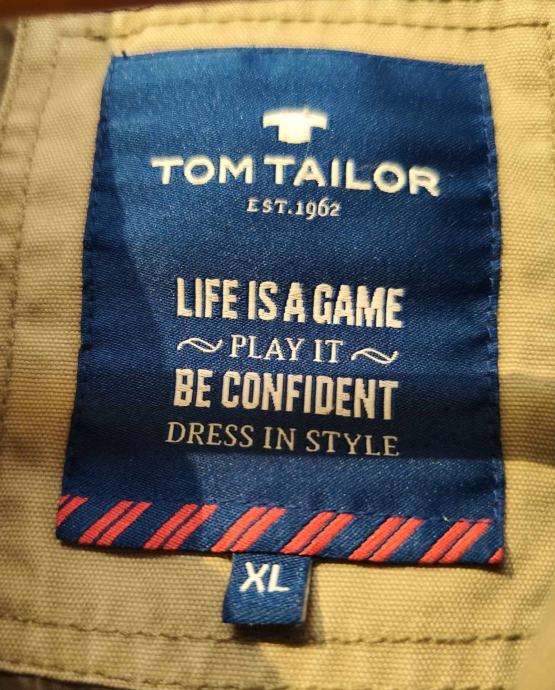 TOM TAILOR
EST.1962
LIFE IS A GAME
~ PLAY IT ~
BE CONFIDENT
DRESS IN STYLE
XL